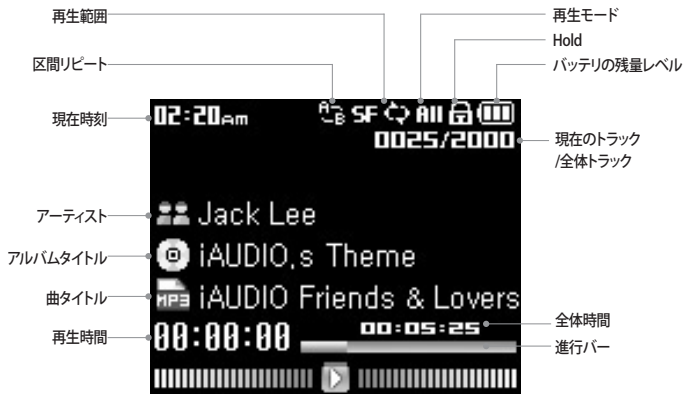 再生範囲
再生モード
Hold
区間リピート
バッテリの残量レベル
現在時刻
02:20AM
A-B SF All
0025/2000
現在のトラック
/全体トラック
アーティスト
Jack Lee
アルバムタイトル
iAUDIO,s Theme
曲タイトル
MP3 iAUDIO Friends & Lovers
再生時間
00:00:00
00:05:25
全体時間
進行バー